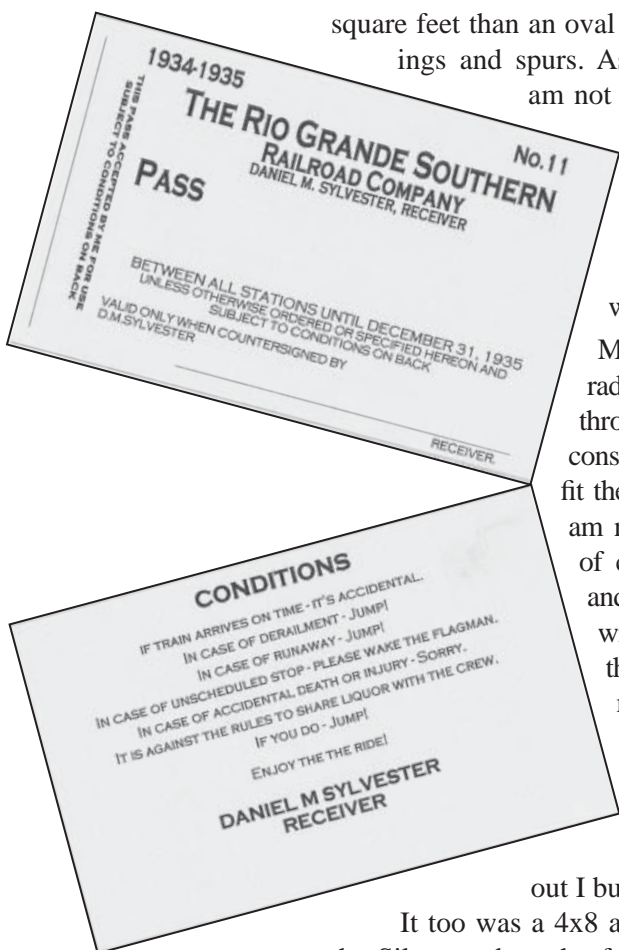 square feet than an oval
ings and spurs. As
am not
1934-1935
No.11
THE RIO GRANDE SOUTHERN
RAILROAD COMPANY
DANIEL M. SYLVESTER, RECEIVER
PASS
THIS PASS ACCEPTED BY ME FOR USE
SUBJECT TO CONDITIONS ON BACK
BETWEEN ALL STATIONS UNTIL DECEMBER 31, 1935
UNLESS OTHERWISE ORDERED OR SPECIFIED HEREON AND
SUBJECT TO CONDITIONS ON BACK
VALID ONLY WHEN COUNTERSIGNED BY
D.M.SYLVESTER
RECEIVER.
CONDITIONS
IF TRAIN ARRIVES ON TIME - IT'S ACCIDENTAL.
IN CASE OF DERAILMENT - JUMP!
IN CASE OF RUNAWAY - JUMP!
IN CASE OF UNSCHEDULED STOP - PLEASE WAKE THE FLAGMAN.
IN CASE OF ACCIDENTAL DEATH OR INJURY - SORRY.
IT IS AGAINST THE RULES TO SHARE LIQUOR WITH THE CREW.
IF YOU DO - JUMP!
ENJOY THE THE RIDE!
DANIEL M SYLVESTER
RECEIVER
M
rad
thro
cons
fit the
am n
of c
and
wi
th
out I bu
It too was a 4x8 a